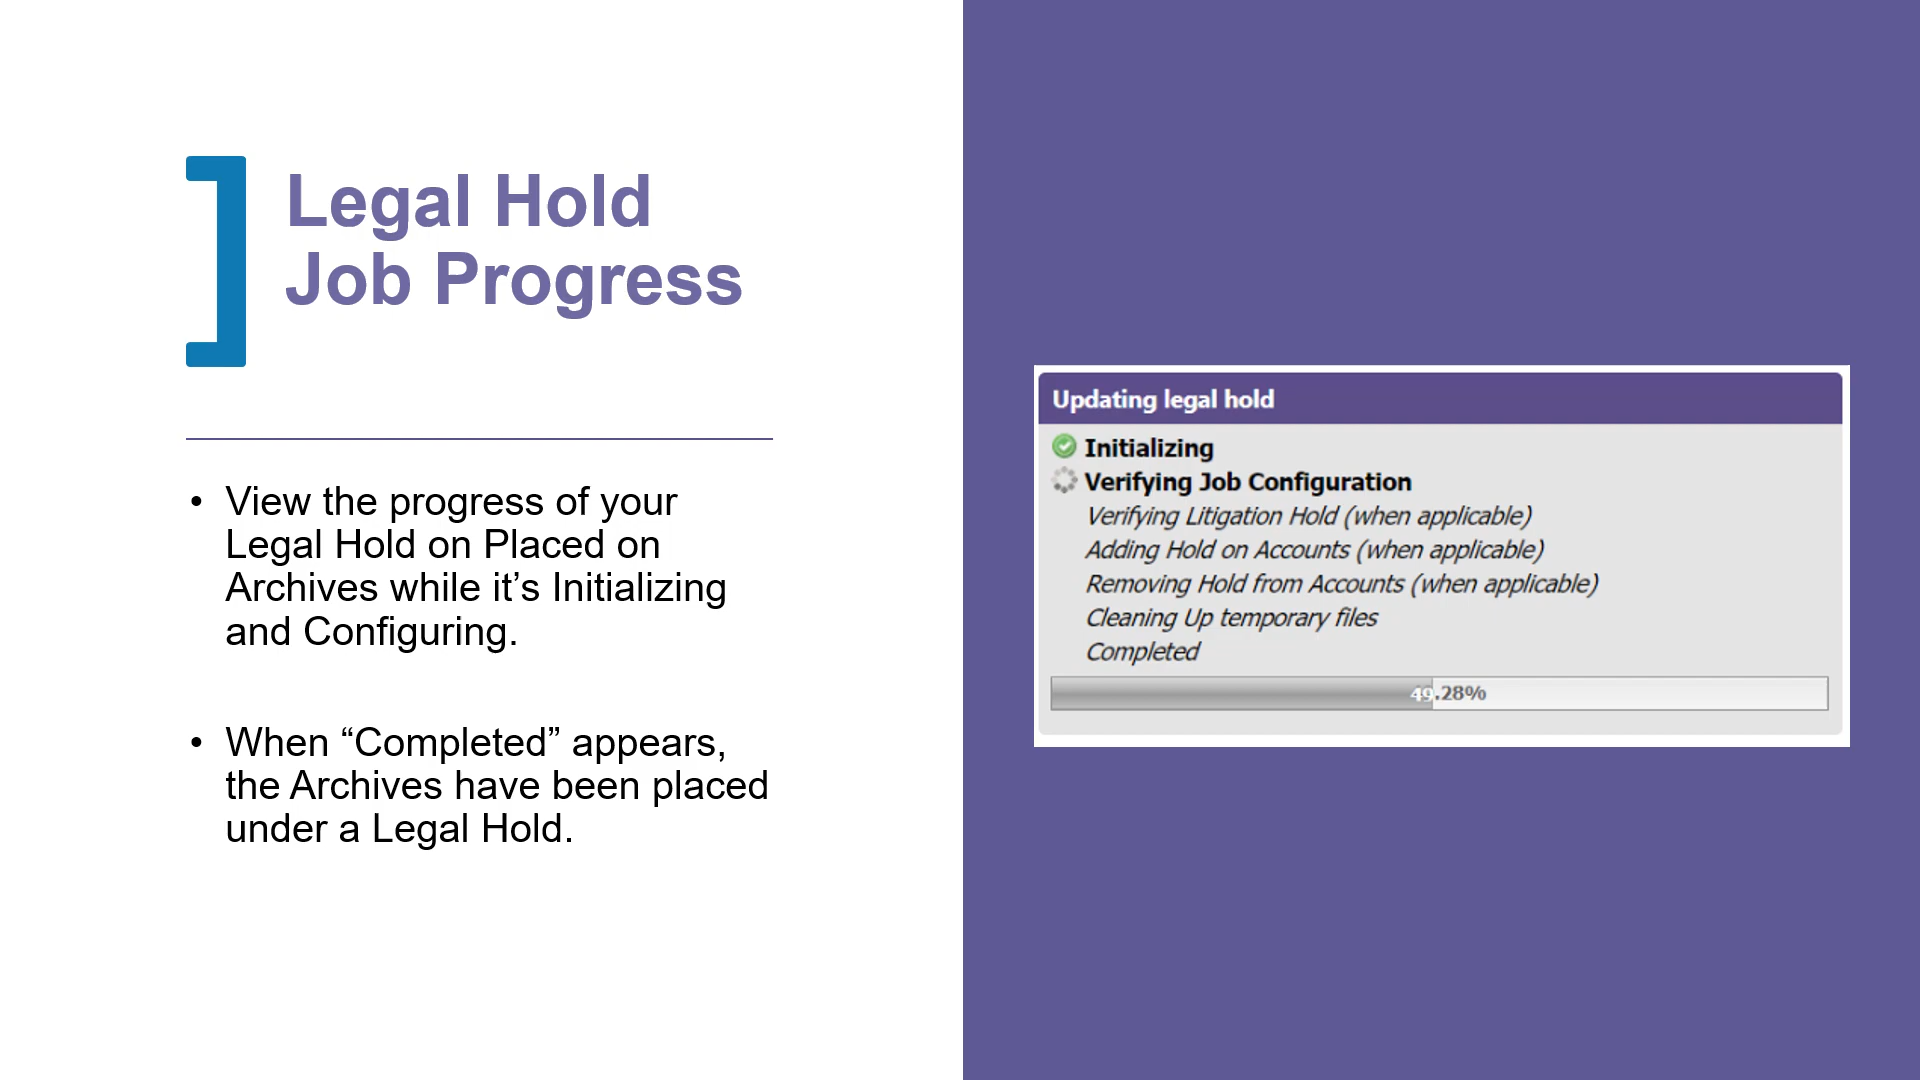 Legal Hold
Job Progress
• View the progress of your
Legal Hold on Placed on
Archives while it’s Initializing
and Configuring.
• When “Completed” appears,
the Archives have been placed
under a Legal Hold.
Updating legal hold
Initializing
Verifying Job Configuration
Verifying Litigation Hold (when applicable)
Adding Hold on Accounts (when applicable)
Removing Hold from Accounts (when applicable)
Cleaning Up temporary files
Completed
49.28%